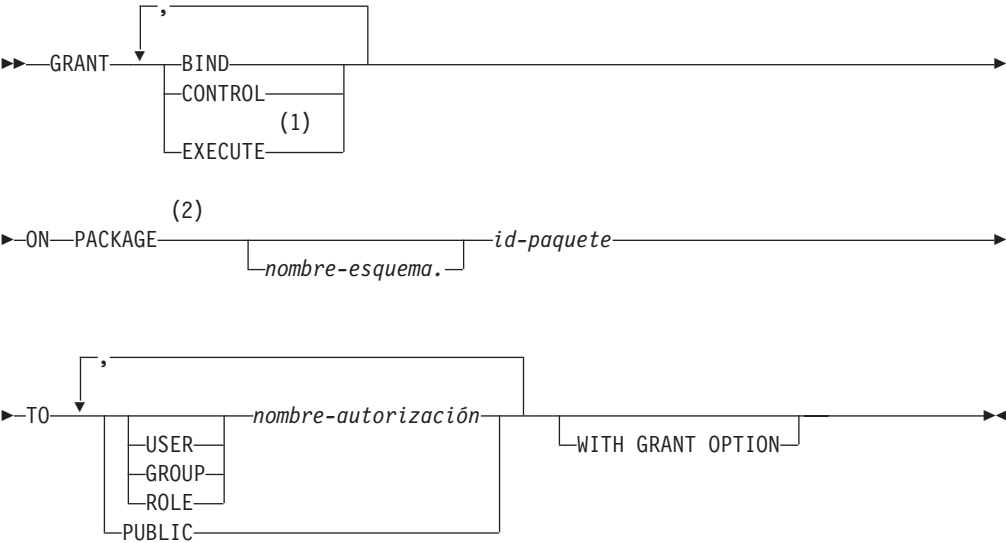 ,
GRANT BIND
CONTROL
(1)
EXECUTE
(2)
ON PACKAGE id-paquete
nombre-esquema.
,
TO nombre-autorización
USER WITH GRANT OPTION
GROUP
ROLE
PUBLIC